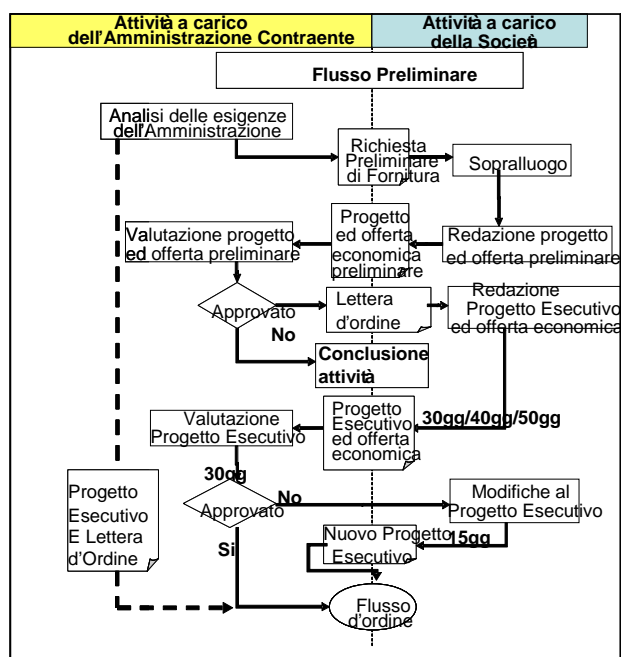 Attività a carico
dell'Amministrazione Contraente
Attività a carico
della Società
Flusso Preliminare
Analisi delle esigenze
dell'Amministrazione
Richiesta
Preliminare
di Fornitura
Sopralluogo
Valutazione progetto
ed offerta preliminare
Progetto
ed offerta
economica
preliminare
Redazione progetto
ed offerta preliminare
Approvato
No
Lettera
d'ordine
Redazione
Progetto Esecutivo
ed offerta economica
Conclusione
attività
Valutazione
Progetto Esecutivo
Progetto
Esecutivo
ed offerta
economica
30gg/40gg/50gg
30gg
Progetto
Esecutivo
E Lettera
d'Ordine
Approvato
No
Modifiche al
Progetto Esecutivo
Si
Nuovo Progetto
Esecutivo
15gg
Flusso
d'ordine